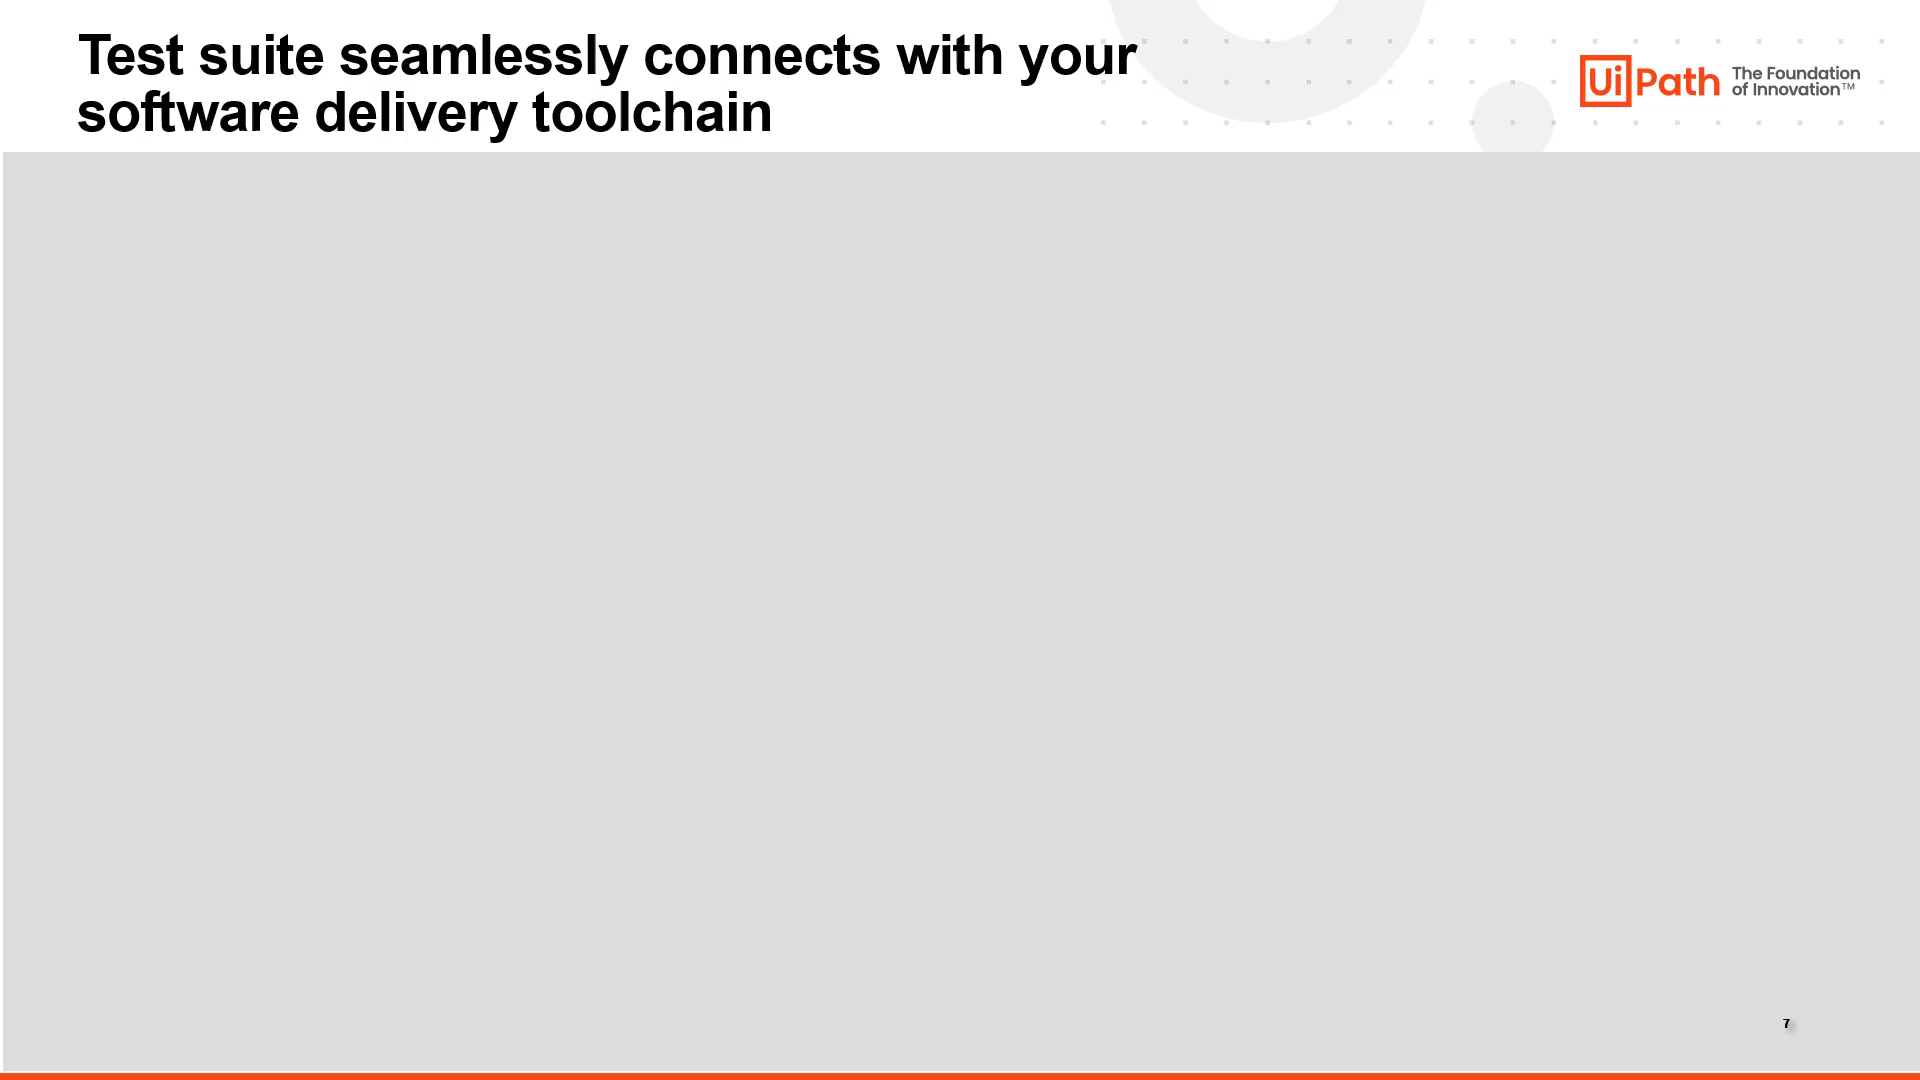 Test suite seamlessly connects with your
software delivery toolchain
UiPath
The Foundation
of Innovation™
7